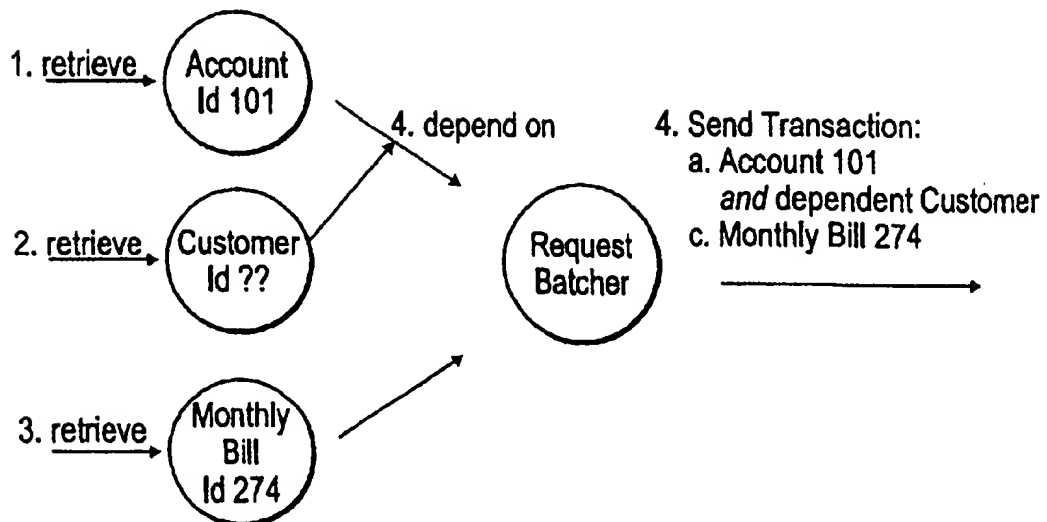 1. retrieve
Account
Id 101
4. depend on
4. Send Transaction:
a. Account 101
and dependent Customer
c. Monthly Bill 274
2. retrieve
Customer
Id ??
Request
Batcher
3. retrieve
Monthly
Bill
Id 274